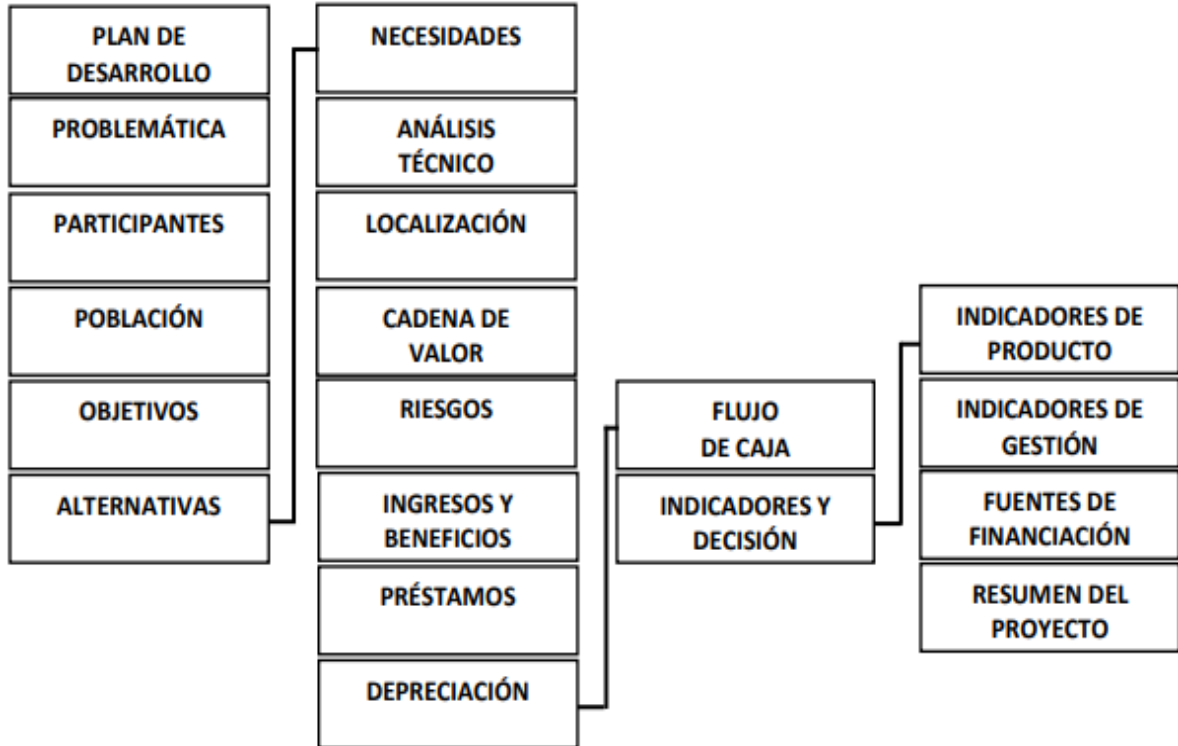 PLAN DE
DESARROLLO
PROBLEMÁTICA
PARTICIPANTES
POBLACIÓN
OBJETIVOS
ALTERNATIVAS
NECESIDADES
ANÁLISIS
TÉCNICO
LOCALIZACIÓN
CADENA DE
VALOR
RIESGOS
INGRESOS Y
BENEFICIOS
PRÉSTAMOS
DEPRECIACIÓN
FLUJO
DE CAJA
INDICADORES Y
DECISIÓN
INDICADORES DE
PRODUCTO
INDICADORES DE
GESTIÓN
FUENTES DE
FINANCIACIÓN
RESUMEN DEL
PROYECTO